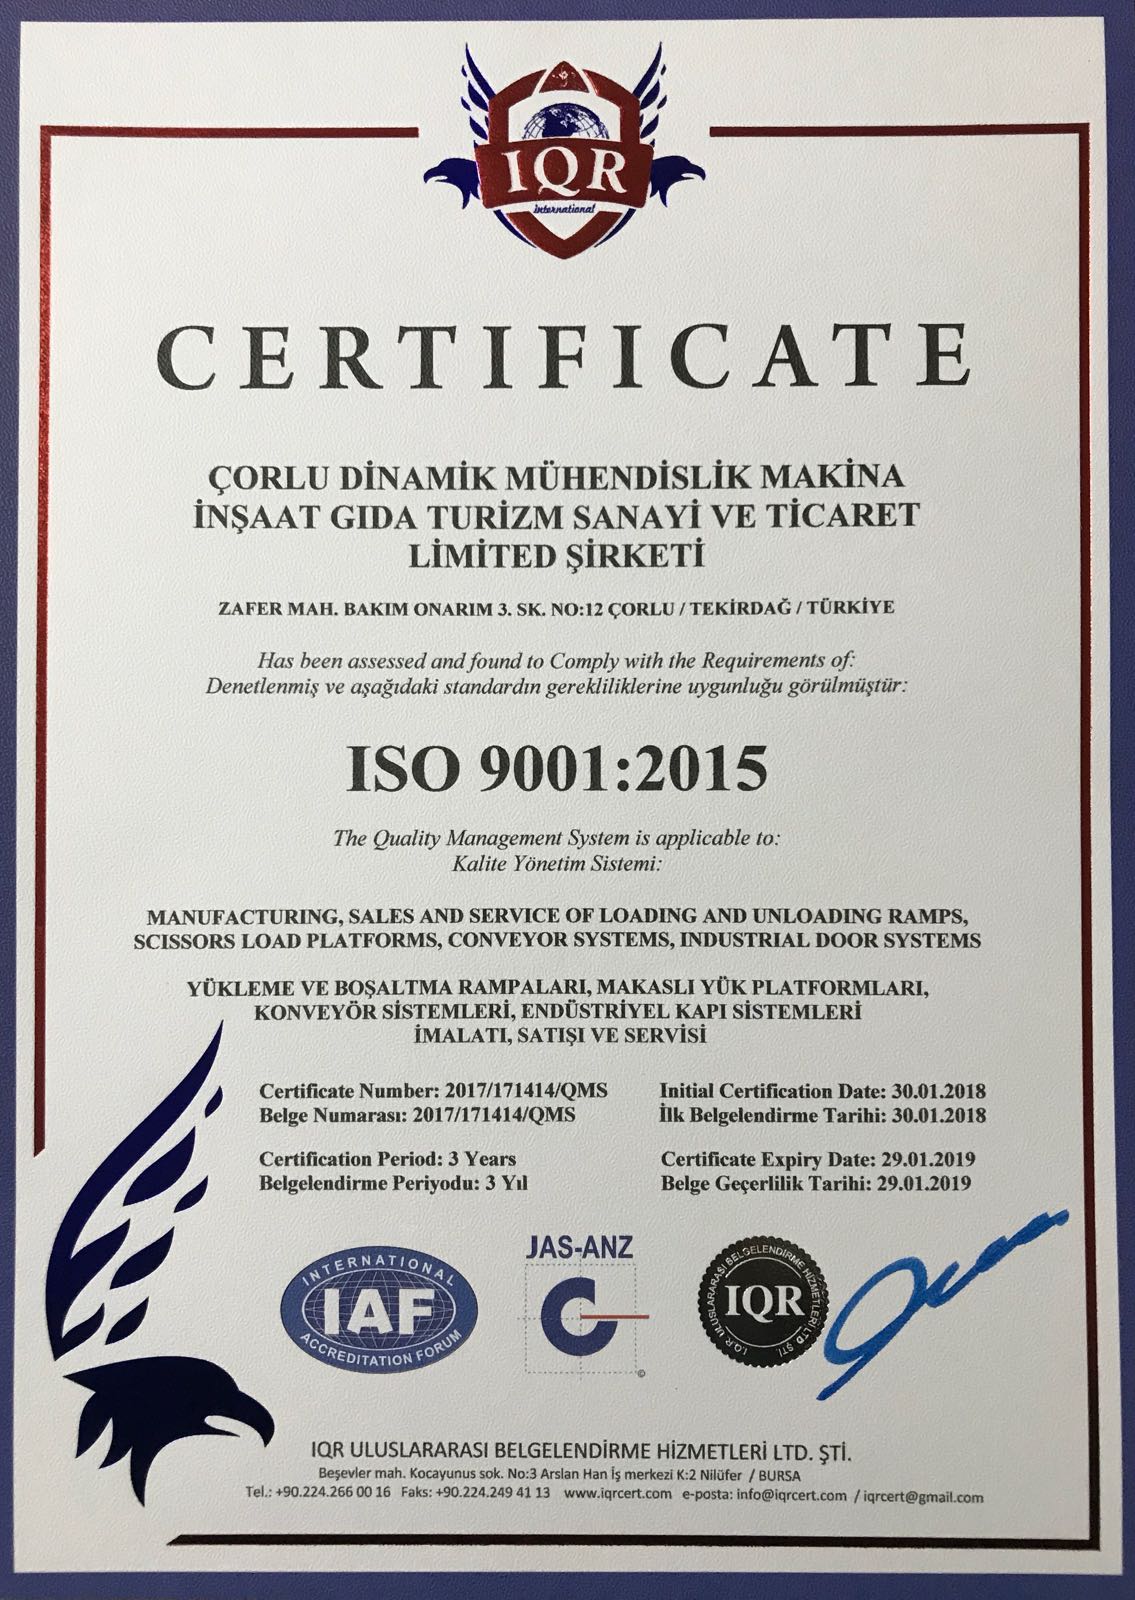 IQR
international
CERTIFICATE
ÇORLU DİNAMİK MÜHENDİSLİK MAKİNA
İNŞAAT GIDA TURİZM SANAYİ VE TİCARET
LİMİTED ŞİRKETİ
ZAFER MAH. BAKIM ONARIM 3. SK. NO:12 ÇORLU / TEKİRDAĞ / TÜRKİYE
Has been assessed and found to Comply with the Requirements of:
Denetlenmiş ve aşağıdaki standardın gerekliliklerine uygunluğu görülmüştür:
ISO 9001:2015
The Quality Management System is applicable to:
Kalite Yönetim Sistemi:
MANUFACTURING, SALES AND SERVICE OF LOADING AND UNLOADING RAMPS,
SCISSORS LOAD PLATFORMS, CONVEYOR SYSTEMS, INDUSTRIAL DOOR SYSTEMS
YÜKLEME VE BOŞALTMA RAMPALARI, MAKASLI YÜK PLATFORMLARI,
KONVEYÖR SİSTEMLERİ, ENDÜSTRİYEL KAPI SİSTEMLERİ
İMALATI, SATIŞI VE SERVİSİ
Certificate Number: 2017/171414/QMS Initial Certification Date: 30.01.2018
Belge Numarası: 2017/171414/QMS İlk Belgelendirme Tarihi: 30.01.2018
Certification Period: 3 Years Certificate Expiry Date: 29.01.2019
Belgelendirme Periyodu: 3 Yıl Belge Geçerlilik Tarihi: 29.01.2019
INTERNATIONAL
IAF
ACCREDITATION FORUM
JAS-ANZ
©
I.Q.R ULUSLARARASI BELGELENDİRME HİZMETLERİ LTD. ŞTİ.
IQR
IQR ULUSLARARASI BELGELENDİRME HİZMETLERİ LTD. ŞTİ.
Beşevler mah. Kocayunus sok. No:3 Arslan Han İş merkezi K:2 Nilüfer / BURSA
Tel.: +90.224.266 00 16 Faks: +90.224.249 41 13 www.iqrcert.com e-posta: info@iqrcert.com / iqrcert@gmail.com